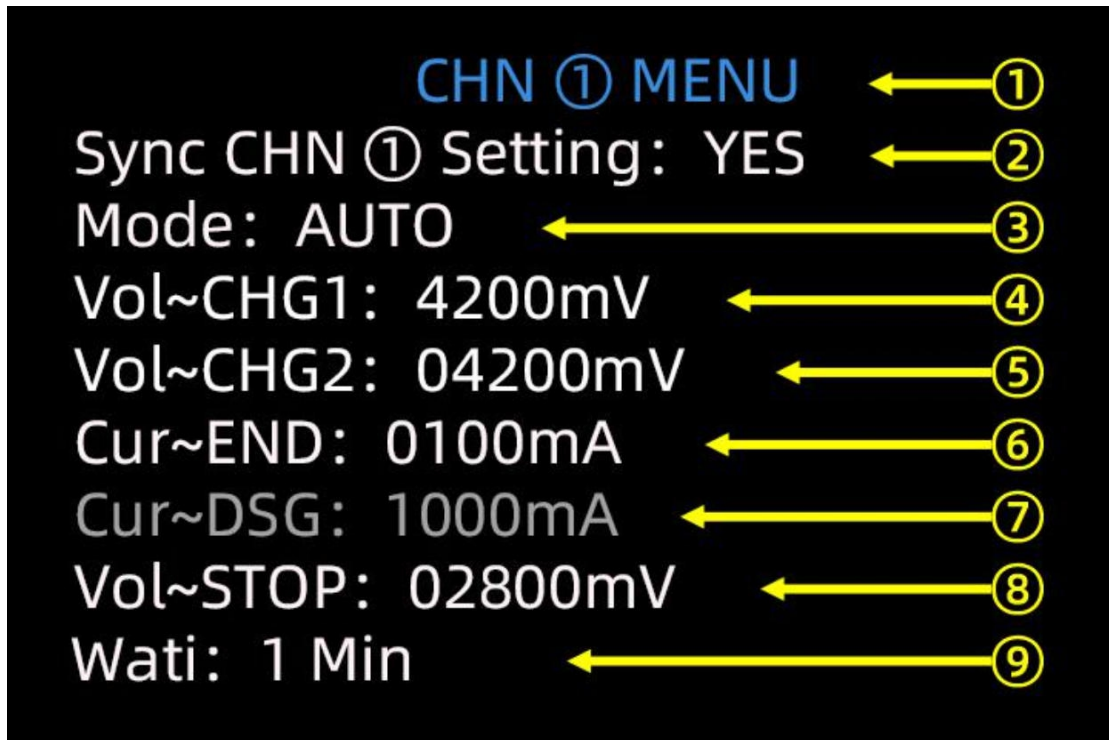 CHN ① MENU ①
Sync CHN ① Setting: YES ②
Mode: AUTO ③
Vol~CHG1: 4200mV ④
Vol~CHG2: 04200mV ⑤
Cur~END: 0100mA ⑥
Cur~DSG: 1000mA ⑦
Vol~STOP: 02800mV ⑧
Wati: 1 Min ⑨